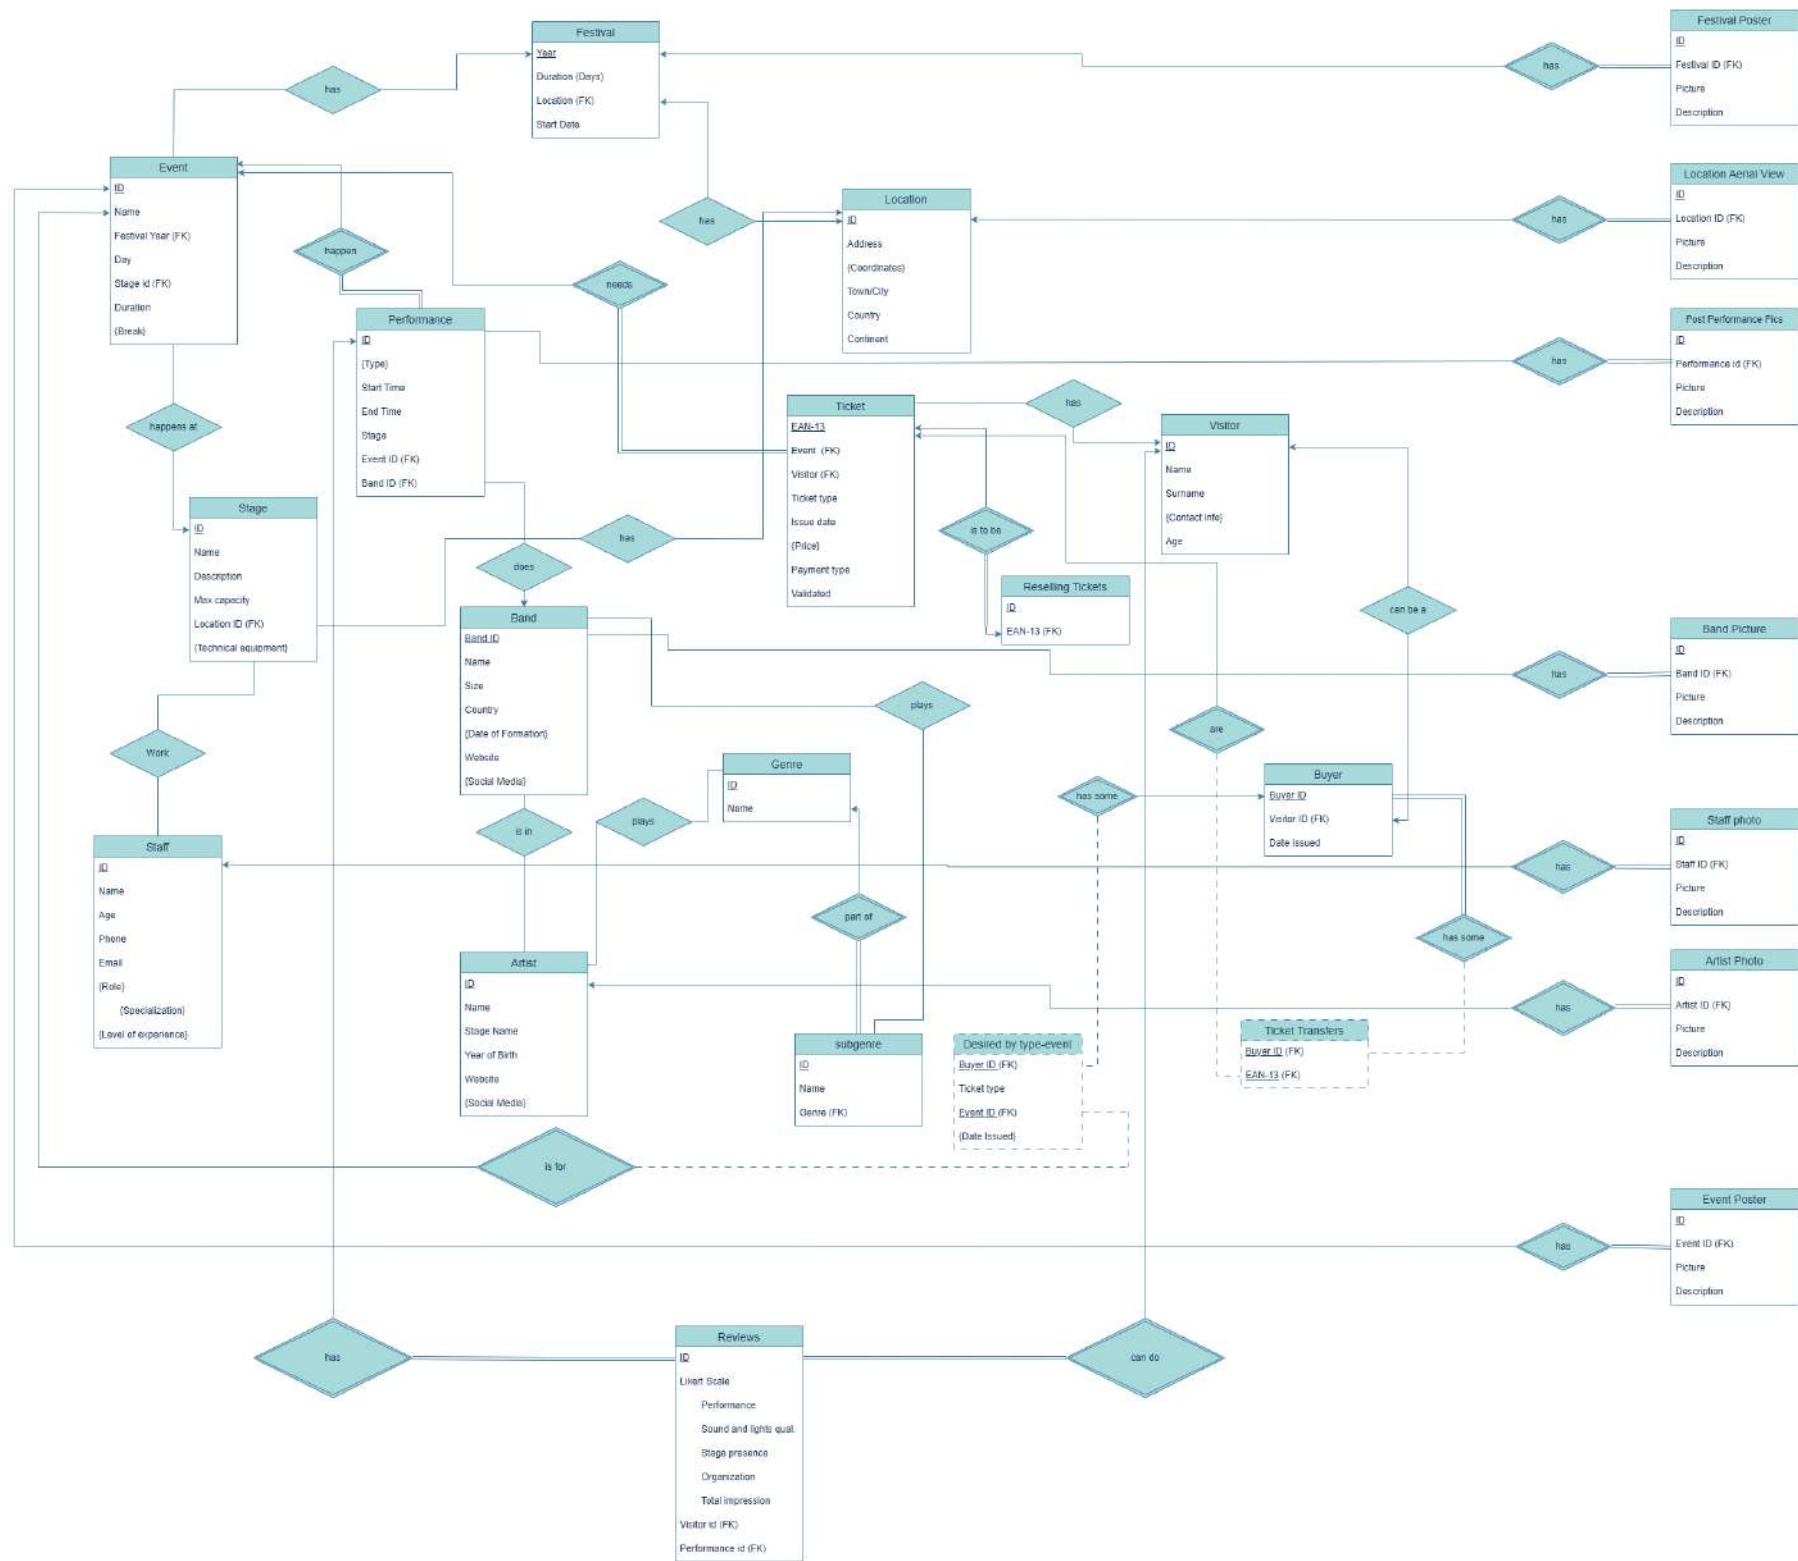 Festival
Year
Duration (Days)
Location (FK)
Start Date
has
Festival Poster
ID
Festival ID (FK)
Picture
Description
has
Event
ID
Name
Festival Year (FK)
Day
Stage id (FK)
Duration
{Break}
happen
has
Location
ID
Address
{Coordinates}
Town/City
Country
Continent
has
Location Aerial View
ID
Location ID (FK)
Picture
Description
needs
Performance
ID
{Type}
Start Time
End Time
Stage
Event ID (FK)
Band ID (FK)
has
Post Performance Pics
ID
Performance id (FK)
Picture
Description
happens at
Ticket
EAN-13
Event (FK)
Visitor (FK)
Ticket type
Issue date
{Price}
Payment type
Validated
has
Visitor
ID
Name
Surname
{Contact Info}
Age
is to be
Stage
ID
Name
Description
Max capacity
Location ID (FK)
{Technical equipment}
has
does
Reselling Tickets
ID
EAN-13 (FK)
can be a
Band
Band ID
Name
Size
Country
{Date of Formation}
Website
{Social Media}
plays
has
Band Picture
ID
Band ID (FK)
Picture
Description
Work
are
Genre
ID
Name
plays
is in
has some
Buyer
Buyer ID
Visitor ID (FK)
Date Issued
Staff
ID
Name
Age
Phone
Email
{Role}
{Specialization}
{Level of experience}
has
Staff photo
ID
Staff ID (FK)
Picture
Description
part of
has some
Artist
ID
Name
Stage Name
Year of Birth
Website
{Social Media}
has
Artist Photo
ID
Artist ID (FK)
Picture
Description
subgenre
ID
Name
Genre (FK)
Desired by type-event
Buyer ID (FK)
Ticket type
Event ID (FK)
{Date Issued}
Ticket Transfers
Buyer ID (FK)
EAN-13 (FK)
is for
has
Event Poster
ID
Event ID (FK)
Picture
Description
has
Reviews
ID
Likert Scale
Performance
Sound and lights qual.
Stage presence
Organization
Total impression
Visitor id (FK)
Performance id (FK)
can do